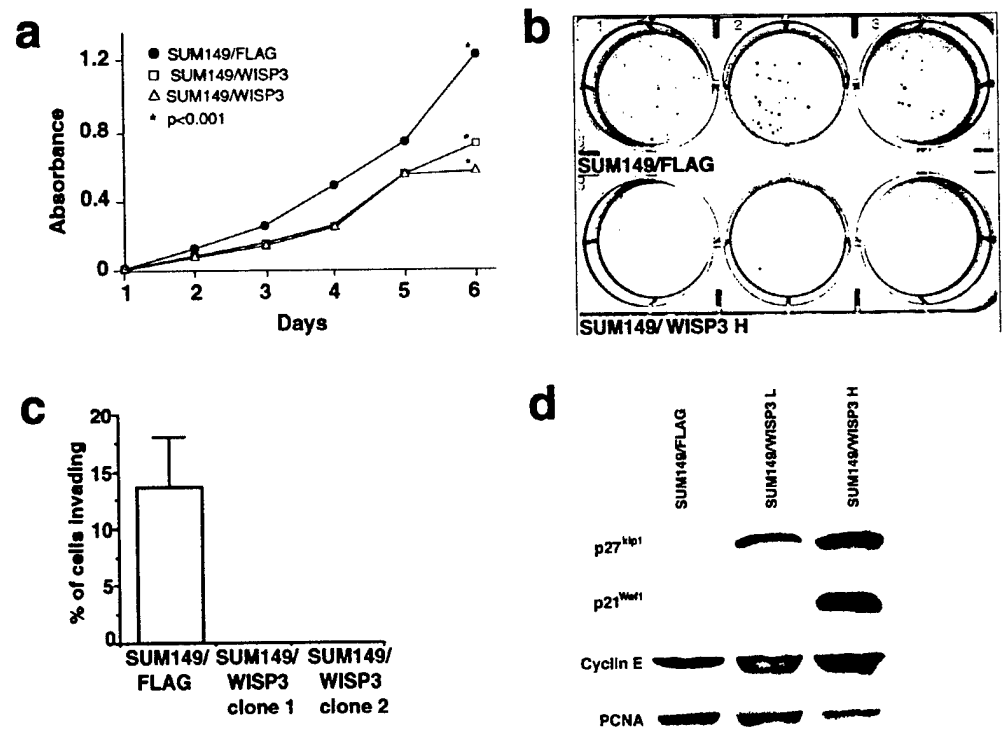 a
1.2
0.8
0.4
0
Absorbance
SUM149/FLAG
SUM149/WISP3
SUM149/WISP3
* p<0.001
*
*
*
1 2 3 4 5 6
Days
b
1 2 3
SUM149/FLAG
SUM149/WISP3 H
c
20
15
10
5
0
% of cells invading
SUM149/ SUM149/ SUM149/
FLAG WISP3 WISP3
clone 1 clone 2
d
SUM149/FLAG
SUM149/WISP3 L
SUM149/WISP3 H
p27kip1
p21Waf1
Cyclin E
PCNA